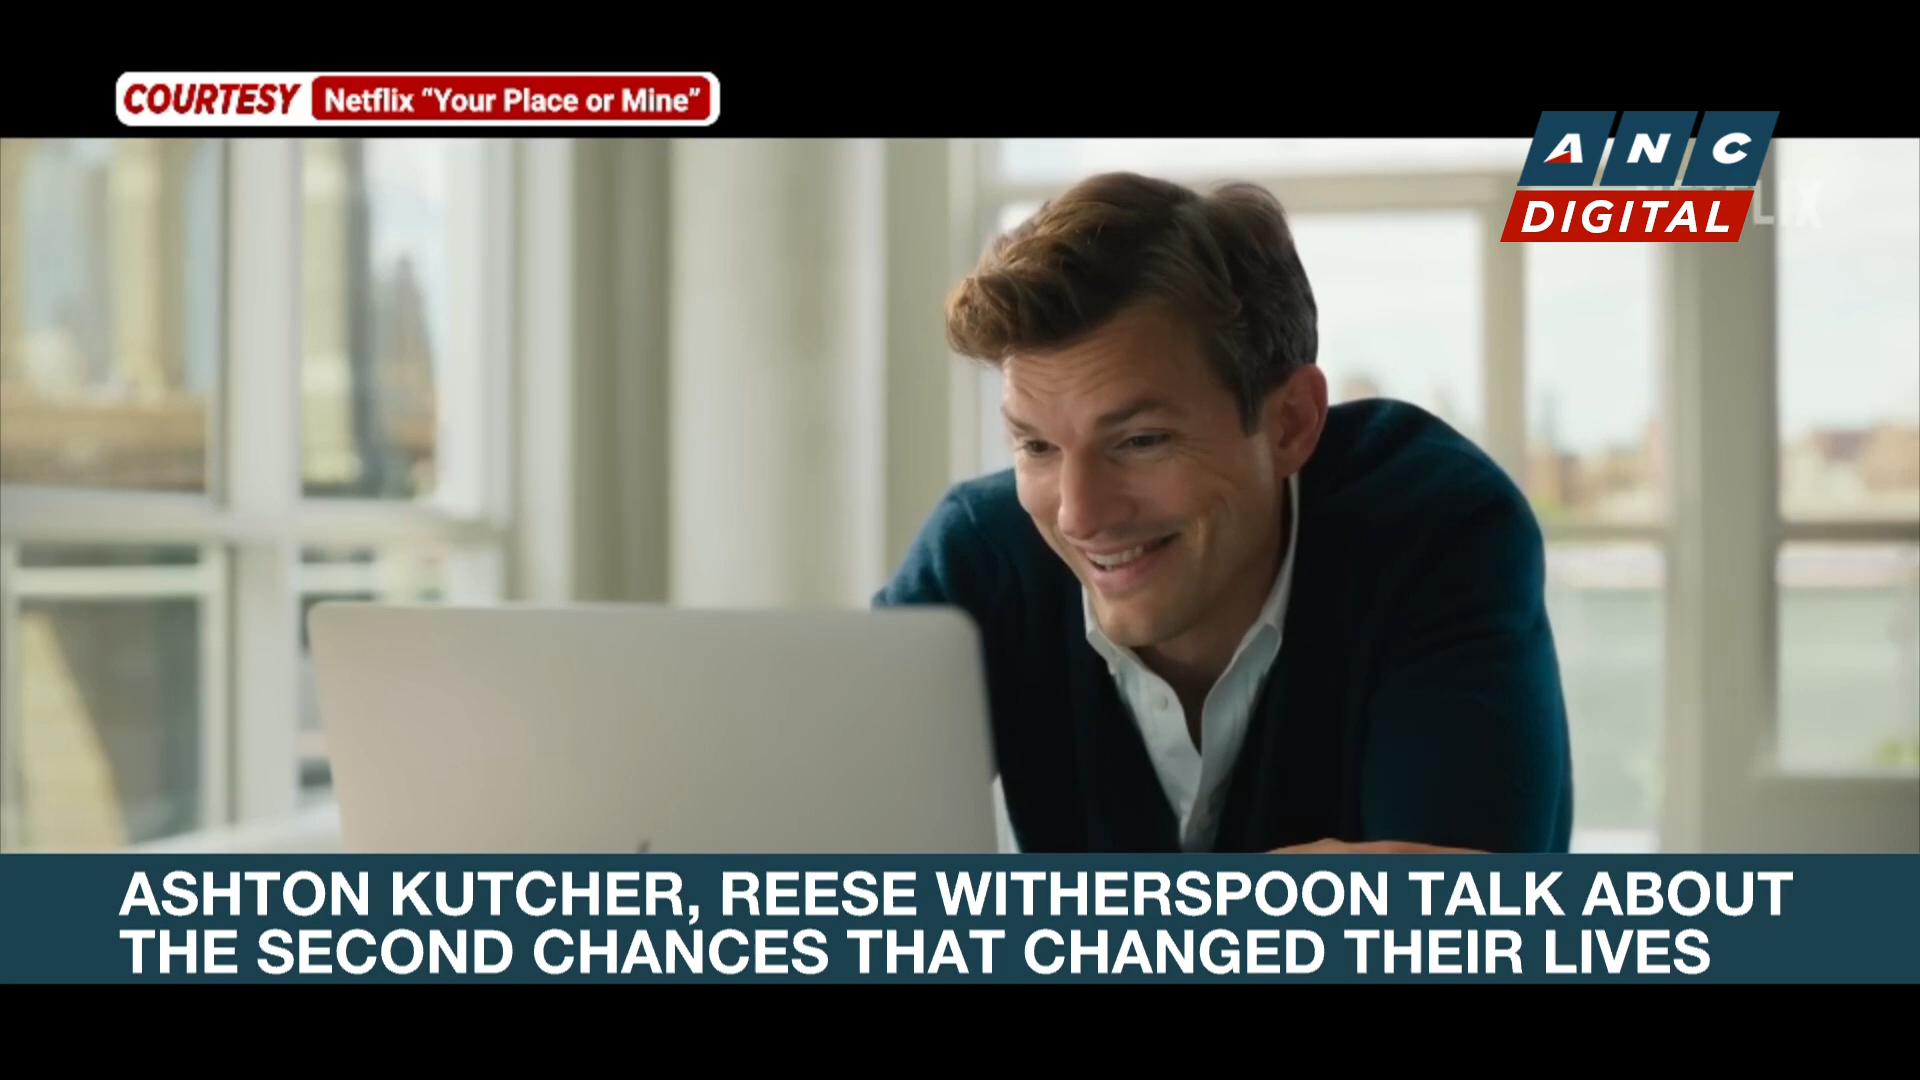 COURTESY Netflix “Your Place or Mine”
ANC
DIGITAL
ASHTON KUTCHER, REESE WITHERSPOON TALK ABOUT
THE SECOND CHANCES THAT CHANGED THEIR LIVES